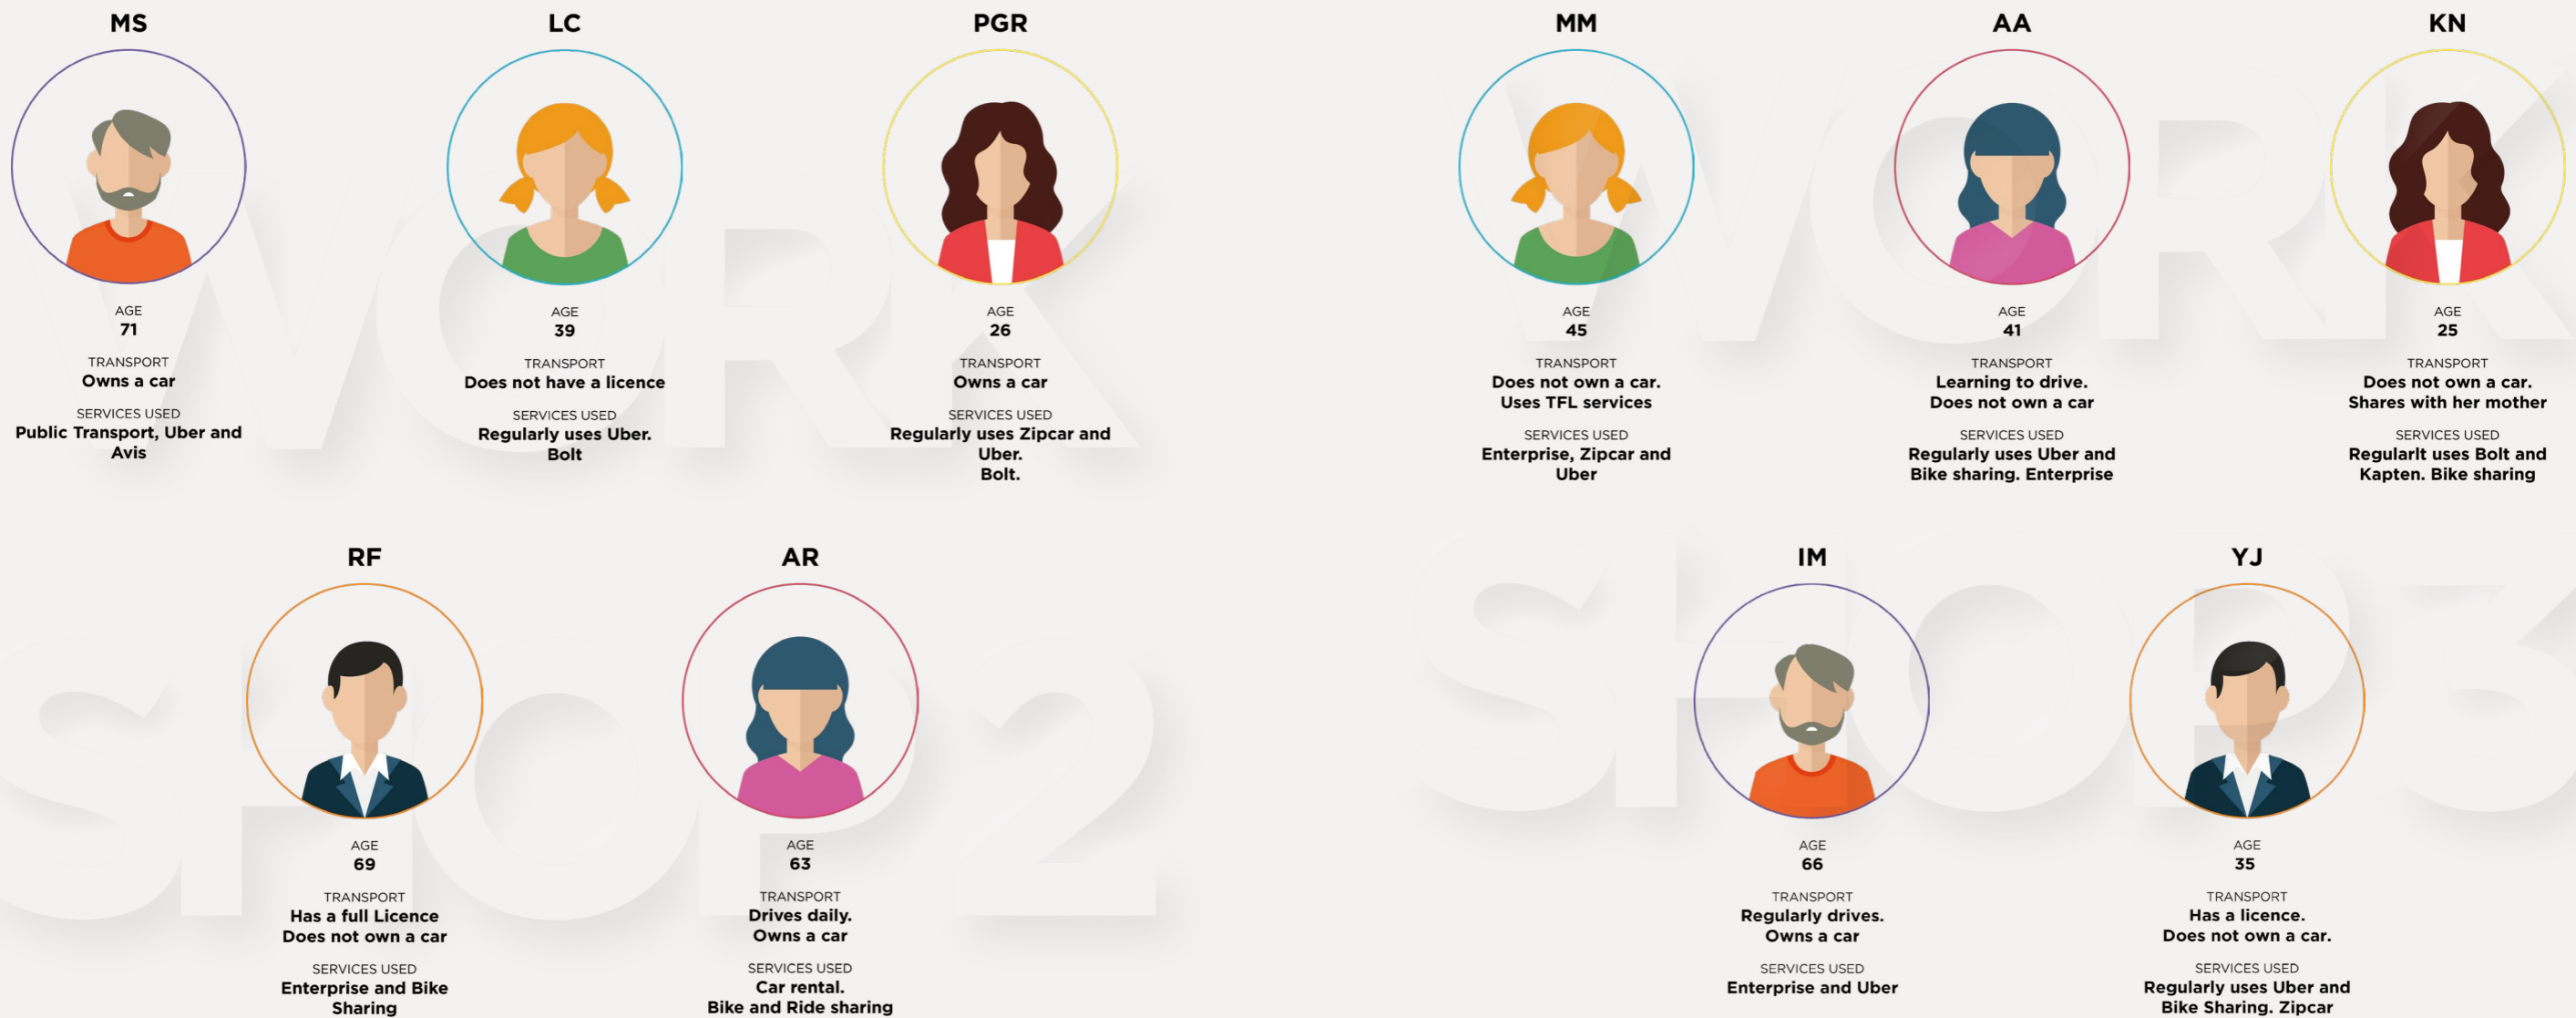 WORK
SHOP 2
MS
AGE
71
TRANSPORT
Owns a car
SERVICES USED
Public Transport, Uber and
Avis
LC
AGE
39
TRANSPORT
Does not have a licence
SERVICES USED
Regularly uses Uber.
Bolt
PGR
AGE
26
TRANSPORT
Owns a car
SERVICES USED
Regularly uses Zipcar and
Uber.
Bolt.
RF
AGE
69
TRANSPORT
Has a full Licence
Does not own a car
SERVICES USED
Enterprise and Bike
Sharing
AR
AGE
63
TRANSPORT
Drives daily.
Owns a car
SERVICES USED
Car rental.
Bike and Ride sharing
WORK
SHOP 3
MM
AGE
45
TRANSPORT
Does not own a car.
Uses TFL services
SERVICES USED
Enterprise, Zipcar and
Uber
AA
AGE
41
TRANSPORT
Learning to drive.
Does not own a car
SERVICES USED
Regularly uses Uber and
Bike sharing. Enterprise
KN
AGE
25
TRANSPORT
Does not own a car.
Shares with her mother
SERVICES USED
Regularlt uses Bolt and
Kapten. Bike sharing
IM
AGE
66
TRANSPORT
Regularly drives.
Owns a car
SERVICES USED
Enterprise and Uber
YJ
AGE
35
TRANSPORT
Has a licence.
Does not own a car.
SERVICES USED
Regularly uses Uber and
Bike Sharing. Zipcar